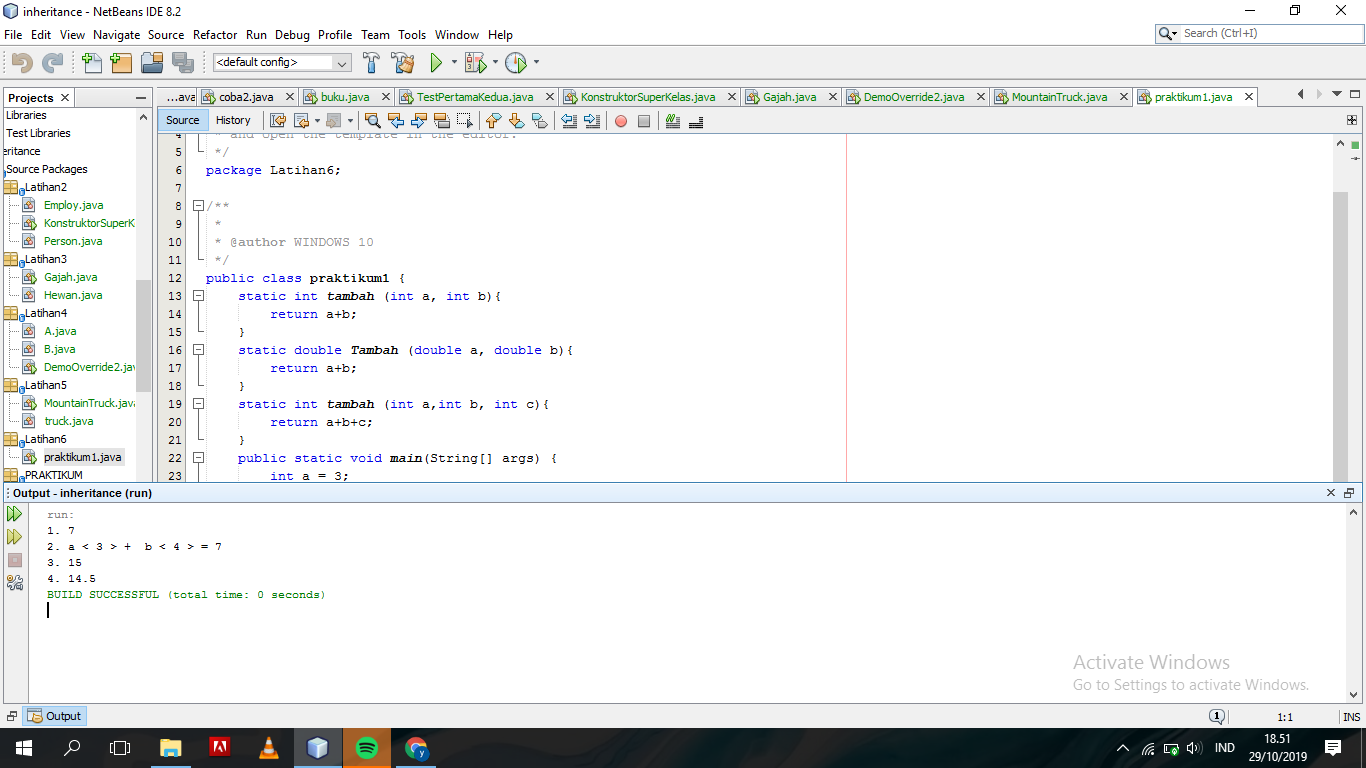 inheritance - NetBeans IDE 8.2
File Edit View Navigate Source Refactor Run Debug Profile Team Tools Window Help
Search (Ctrl+I)
<default config>
Projects
...ava coba2.java buku.java TestPertamaKedua.java KonstruktorSuperKelas.java Gajah.java DemoOverride2.java MountainTruck.java praktikum1.java
Libraries
Test Libraries
eritance
Source Packages
Latihan2
Employ.java
KonstruktorSuperK
Person.java
Latihan3
Gajah.java
Hewan.java
Latihan4
A.java
B.java
DemoOverride2.jav
Latihan5
MountainTruck.java
truck.java
Latihan6
praktikum1.java
PRAKTIKUM
Source History
4 * and open the template in the editor.
5 */
6 package Latihan6;
7
8 /**
9 *
10 * @author WINDOWS 10
11 */
12 public class praktikum1 {
13 static int tambah (int a, int b){
14 return a+b;
15 }
16 static double Tambah (double a, double b){
17 return a+b;
18 }
19 static int tambah (int a,int b, int c){
20 return a+b+c;
21 }
22 public static void main(String[] args) {
23 int a = 3;
Output - inheritance (run)
run:
1. 7
2. a < 3 > + b < 4 > = 7
3. 15
4. 14.5
BUILD SUCCESSFUL (total time: 0 seconds)
Activate Windows
Go to Settings to activate Windows.
Output
1
1:1
INS
IND
18.51
29/10/2019